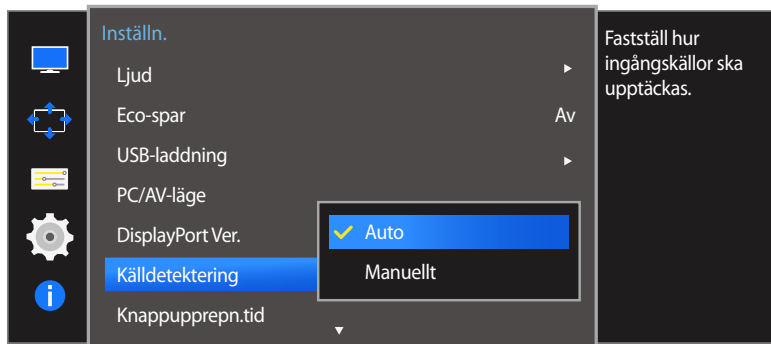 Inställn.
Ljud
Eco-spar Av
USB-laddning
PC/AV-läge
DisplayPort Ver.
Källdetektering
Knappupprepn.tid
Auto
Manuellt
Fastställ hur
ingångskällor ska
upptäckas.